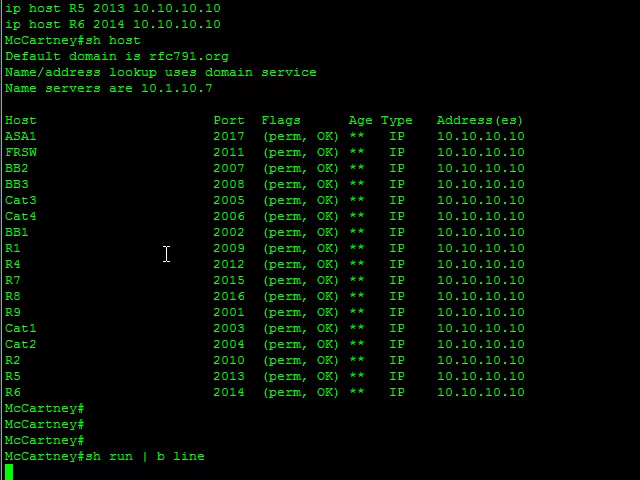 ip host R5 2013 10.10.10.10
ip host R6 2014 10.10.10.10
McCartney#sh host
Default domain is rfc791.org
Name/address lookup uses domain service
Name servers are 10.1.10.7
Host Port Flags Age Type Address(es)
ASA1 2017 (perm, OK) ** IP 10.10.10.10
FRSW 2011 (perm, OK) ** IP 10.10.10.10
BB2 2007 (perm, OK) ** IP 10.10.10.10
BB3 2008 (perm, OK) ** IP 10.10.10.10
Cat3 2005 (perm, OK) ** IP 10.10.10.10
Cat4 2006 (perm, OK) ** IP 10.10.10.10
BB1 2002 (perm, OK) ** IP 10.10.10.10
R1 2009 (perm, OK) ** IP 10.10.10.10
R4 2012 (perm, OK) ** IP 10.10.10.10
R7 2015 (perm, OK) ** IP 10.10.10.10
R8 2016 (perm, OK) ** IP 10.10.10.10
R9 2001 (perm, OK) ** IP 10.10.10.10
Cat1 2003 (perm, OK) ** IP 10.10.10.10
Cat2 2004 (perm, OK) ** IP 10.10.10.10
R2 2010 (perm, OK) ** IP 10.10.10.10
R5 2013 (perm, OK) ** IP 10.10.10.10
R6 2014 (perm, OK) ** IP 10.10.10.10
McCartney#
McCartney#
McCartney#
McCartney#sh run | b line